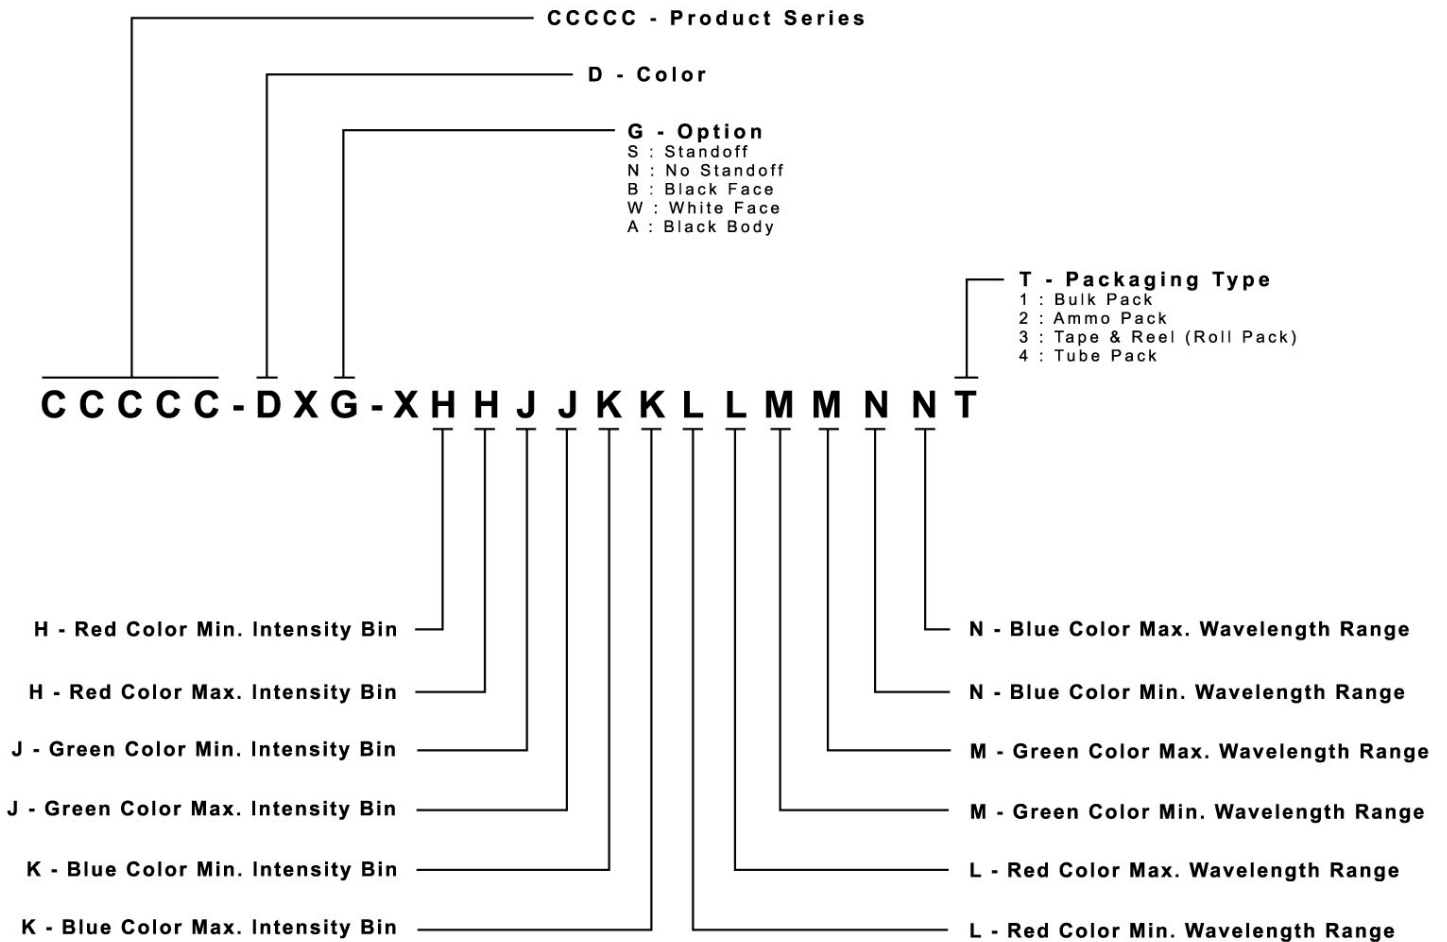 CCCCC - Product Series
D - Color
G - Option
S : Standoff
N : No Standoff
B : Black Face
W : White Face
A : Black Body
T - Packaging Type
1 : Bulk Pack
2 : Ammo Pack
3 : Tape & Reel (Roll Pack)
4 : Tube Pack
CCCCC-DXG-XHHJJKKLLMMNNT
H - Red Color Min. Intensity Bin
H - Red Color Max. Intensity Bin
J - Green Color Min. Intensity Bin
J - Green Color Max. Intensity Bin
K - Blue Color Min. Intensity Bin
K - Blue Color Max. Intensity Bin
N - Blue Color Max. Wavelength Range
N - Blue Color Min. Wavelength Range
M - Green Color Max. Wavelength Range
M - Green Color Min. Wavelength Range
L - Red Color Max. Wavelength Range
L - Red Color Min. Wavelength Range